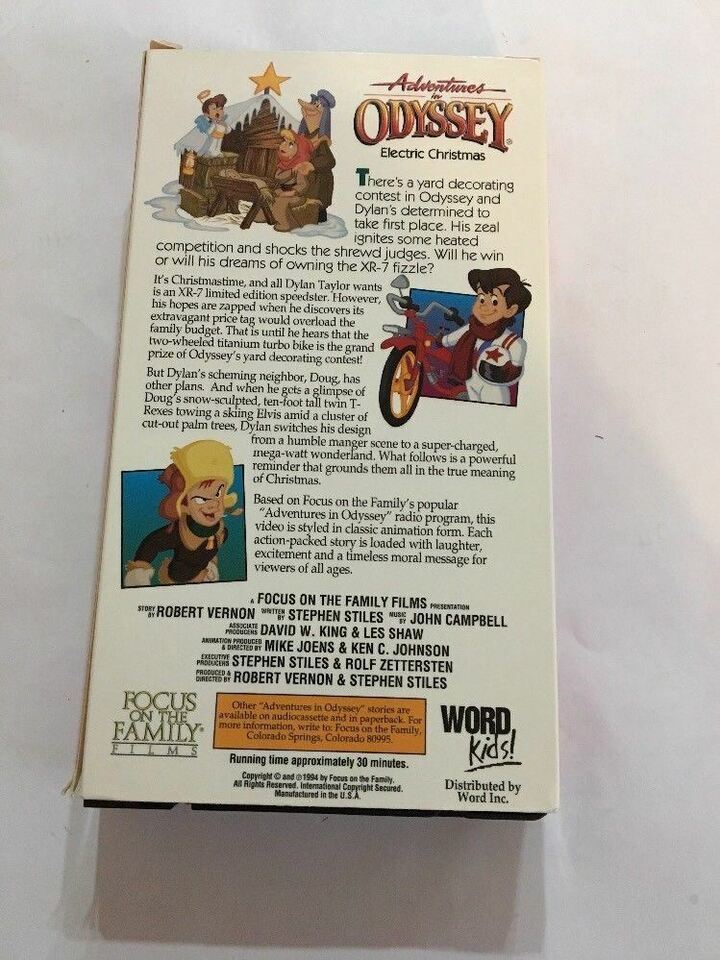 Adventures
in
ODYSSEY®
Electric Christmas
There's a yard decorating
contest in Odyssey and
Dylan's determined to
take first place. His zeal
ignites some heated
competition and shocks the shrewd judges. Will he win
or will his dreams of owning the XR-7 fizzle?
It's Christmastime, and all Dylan Taylor wants
is an XR-7 limited edition speedster. However,
his hopes are zapped when he discovers its
extravagant price tag would overload the
family budget. That is until he hears that the
two-wheeled titanium turbo bike is the grand
prize of Odyssey's yard decorating contest!
But Dylan's scheming neighbor, Doug, has
other plans. And when he gets a glimpse of
Doug's snow-sculpted, ten-foot tall twin T-
Rexes towing a skiing Elvis amid a cluster of
cut-out palm trees, Dylan switches his design
from a humble manger scene to a super-charged,
mega-watt wonderland. What follows is a powerful
reminder that grounds them all in the true meaning
of Christmas.
Based on Focus on the Family's popular
"Adventures in Odyssey" radio program, this
video is styled in classic animation form. Each
action-packed story is loaded with laughter,
excitement and a timeless moral message for
viewers of all ages.
A FOCUS ON THE FAMILY FILMS PRESENTATION
STORY BY ROBERT VERNON WRITTEN BY STEPHEN STILES MUSIC BY JOHN CAMPBELL
ASSOCIATE PRODUCERS DAVID W. KING & LES SHAW
ANIMATION PRODUCED & DIRECTED BY MIKE JOENS & KEN C. JOHNSON
EXECUTIVE PRODUCERS STEPHEN STILES & ROLF ZETTERSTEN
PRODUCED & DIRECTED BY ROBERT VERNON & STEPHEN STILES
FOCUS
ON THE
FAMILY®
FILMS
Other "Adventures in Odyssey" stories are
available on audiocassette and in paperback. For
more information, write to: Focus on the Family,
Colorado Springs, Colorado 80995.
WORD
Kids!
Running time approximately 30 minutes.
Copyright © and ℗ 1994 by Focus on the Family.
All Rights Reserved. International Copyright Secured.
Manufactured in the U.S.A.
Distributed by
Word Inc.